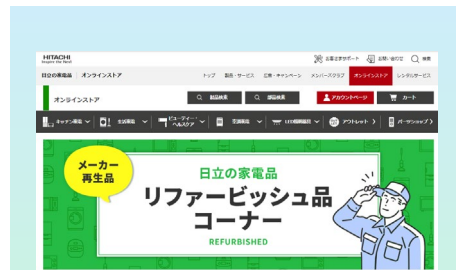 HITACHI
Inspire the Next
お客さまサポート お問い合わせ 検索
日立の家電品 オンラインストア トップ 製品・サービス 広告・キャンペーン メンバーズクラブ オンラインストア レンタルサービス
オンラインストア 製品検索 部品検索 アカウントページ カート
キッチン家電 生活家電 ビューティー・ヘルスケア 空調家電 LED照明器具 アウトレット パーツショップ
メーカー
再生品
日立の家電品
リファービッシュ品
コーナー
REFURBISHED